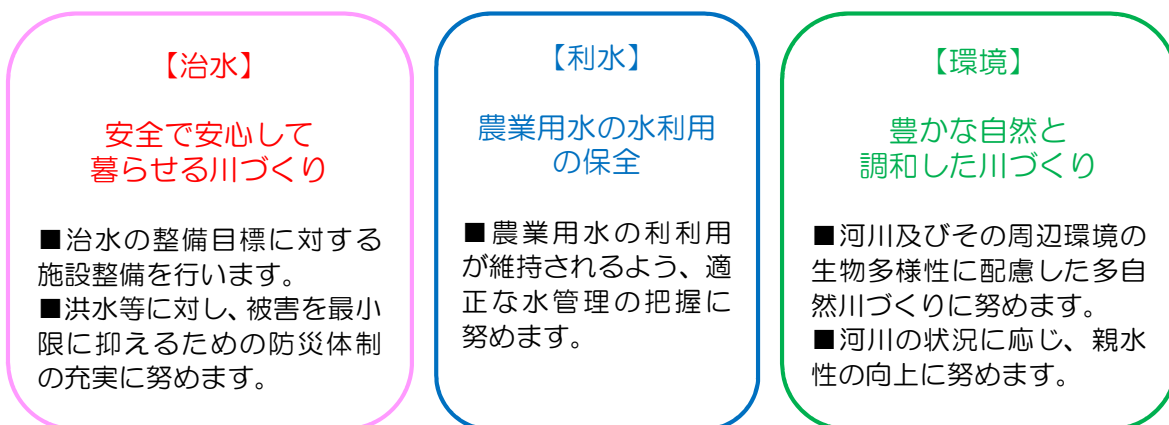 【治水】
安全で安心して
暮らせる川づくり
■治水の整備目標に対する
施設整備を行います。
■洪水等に対し、被害を最小
限に抑えるための防災体制
の充実に努めます。
【利水】
農業用水の水利用
の保全
■農業用水の利利用
が維持されるよう、適
正な水管理の把握に
努めます。
【環境】
豊かな自然と
調和した川づくり
■河川及びその周辺環境の
生物多様性に配慮した多自
然川づくりに努めます。
■河川の状況に応じ、親水
性の向上に努めます。